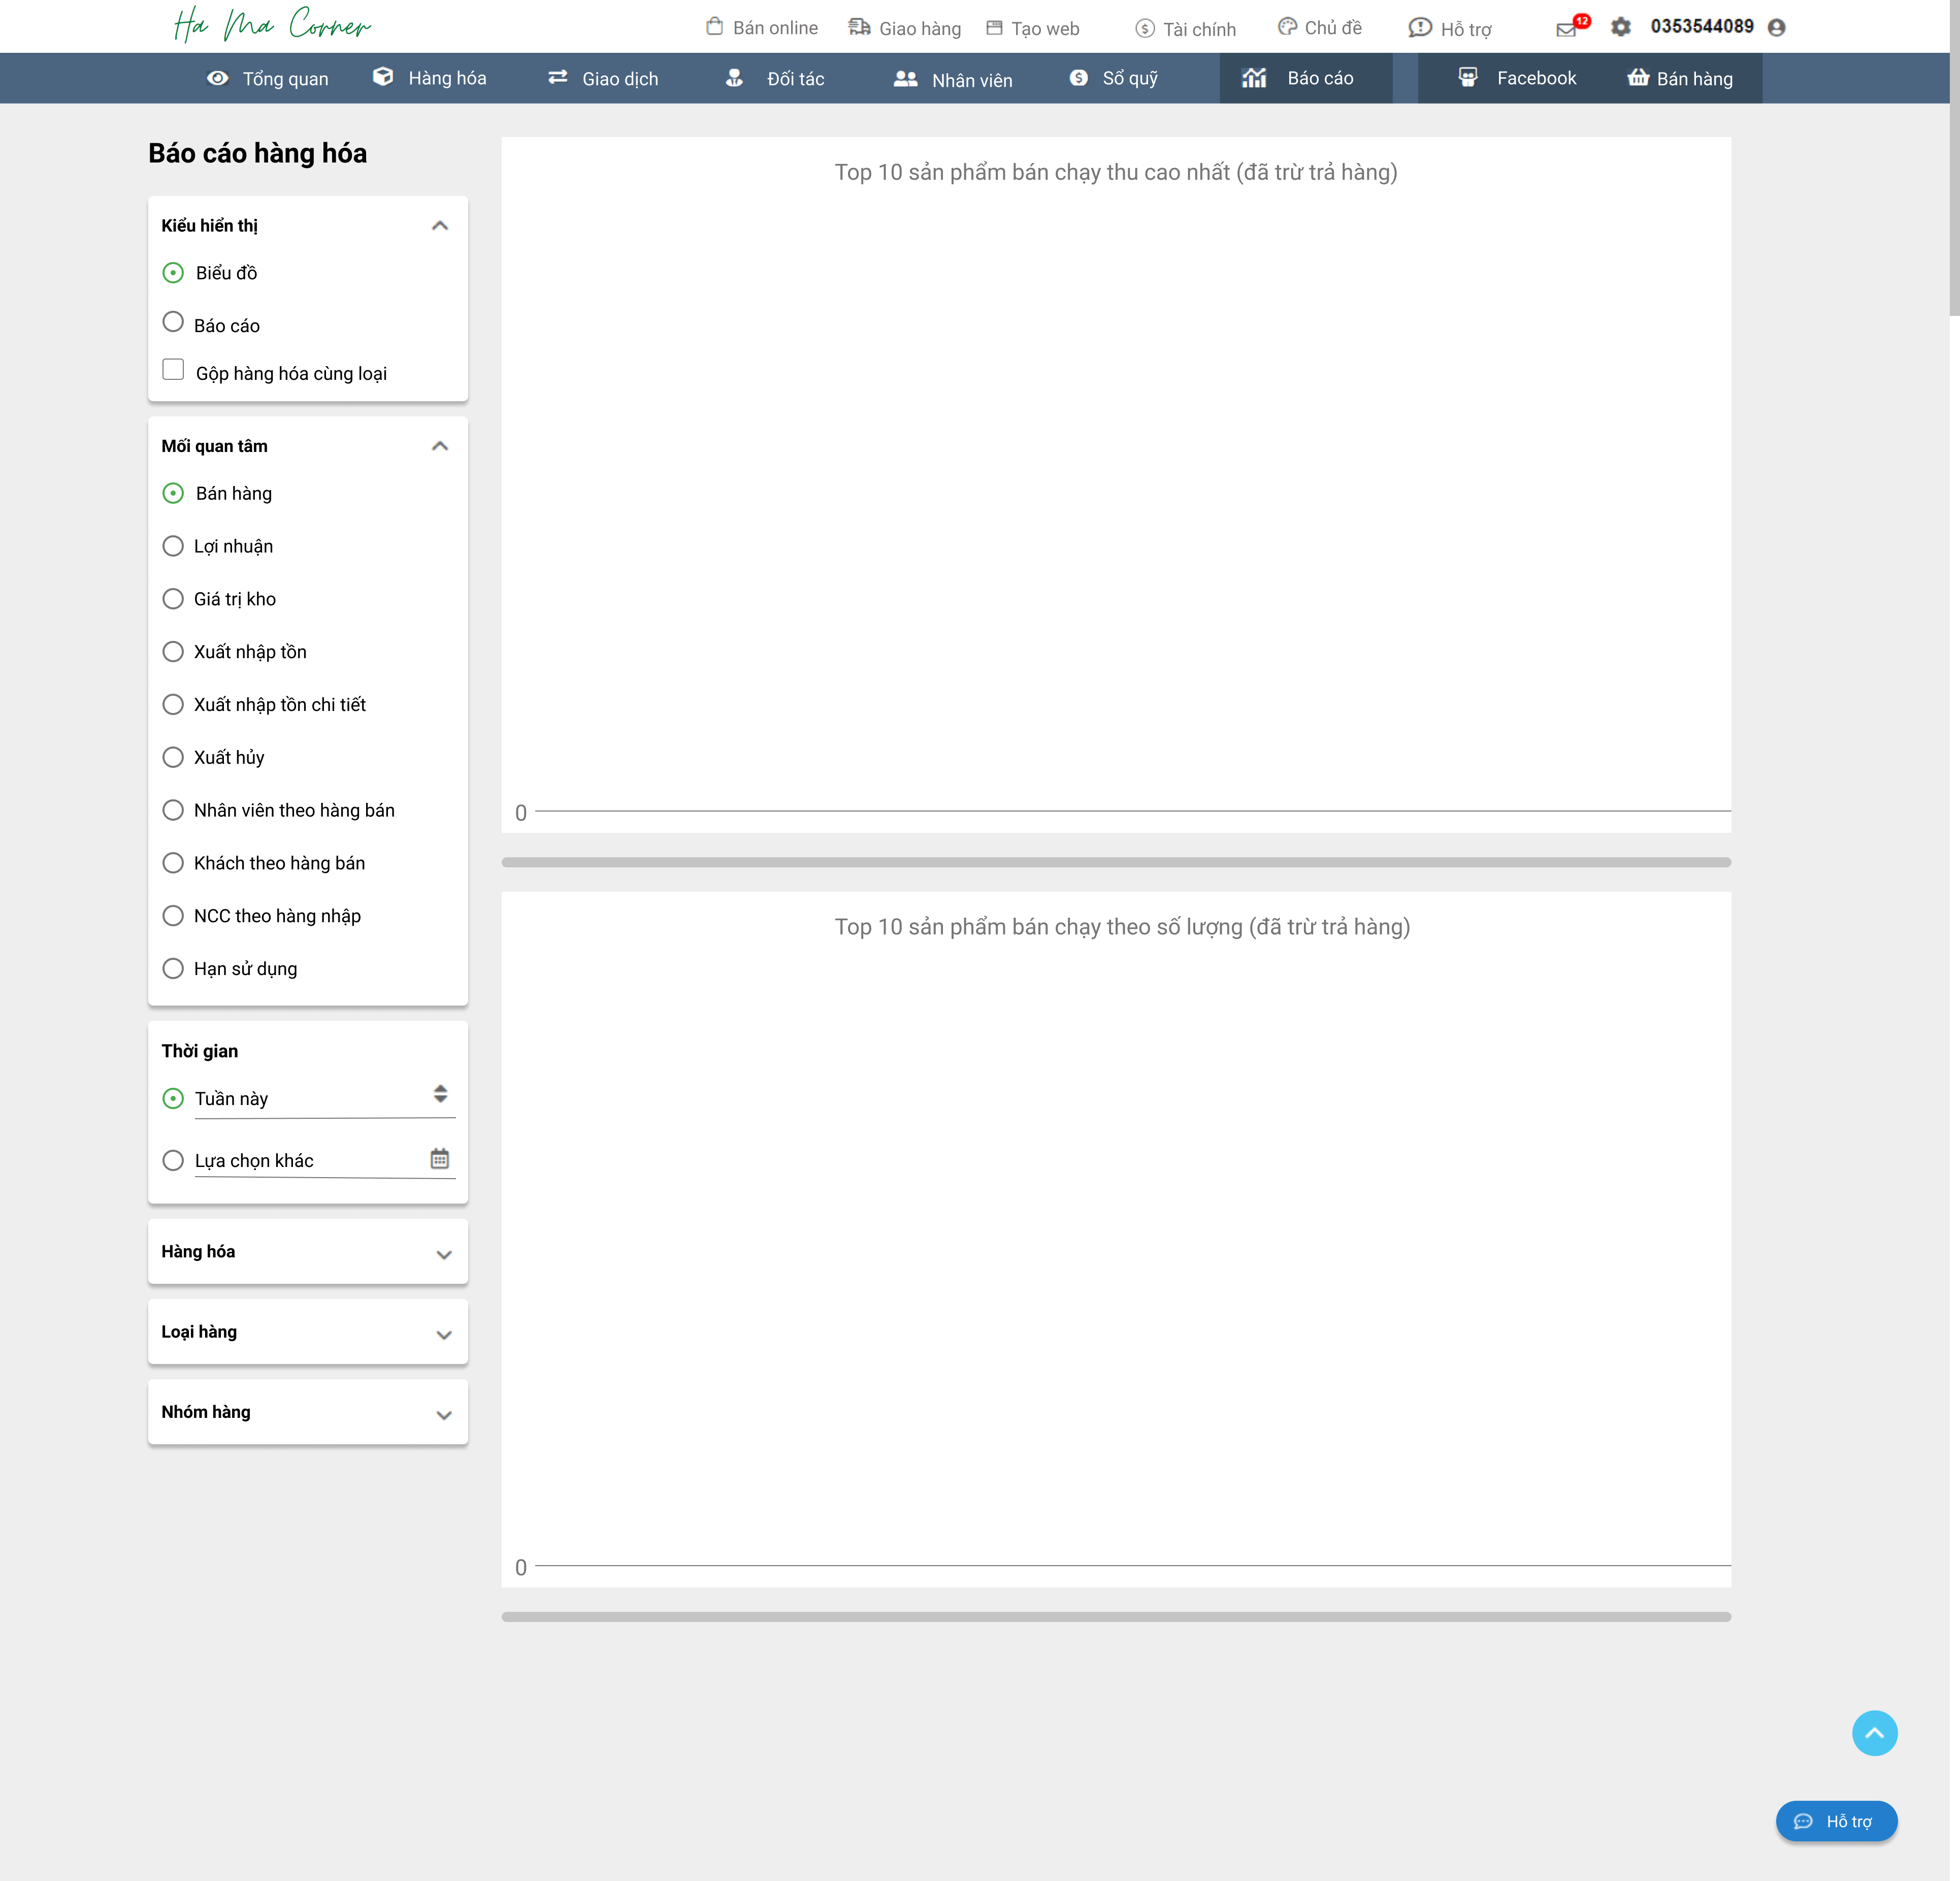 Ha Ma Corner
Bán online Giao hàng Tạo web Tài chính Chủ đề Hỗ trợ 12 0353544089
Tổng quan Hàng hóa Giao dịch Đối tác Nhân viên Sổ quỹ Báo cáo Facebook Bán hàng
Báo cáo hàng hóa
Kiểu hiển thị
Biểu đồ
Báo cáo
Gộp hàng hóa cùng loại
Mối quan tâm
Bán hàng
Lợi nhuận
Giá trị kho
Xuất nhập tồn
Xuất nhập tồn chi tiết
Xuất hủy
Nhân viên theo hàng bán
Khách theo hàng bán
NCC theo hàng nhập
Hạn sử dụng
Thời gian
Tuần này
Lựa chọn khác
Hàng hóa
Loại hàng
Nhóm hàng
Top 10 sản phẩm bán chạy thu cao nhất (đã trừ trả hàng)
0
Top 10 sản phẩm bán chạy theo số lượng (đã trừ trả hàng)
0
Hỗ trợ